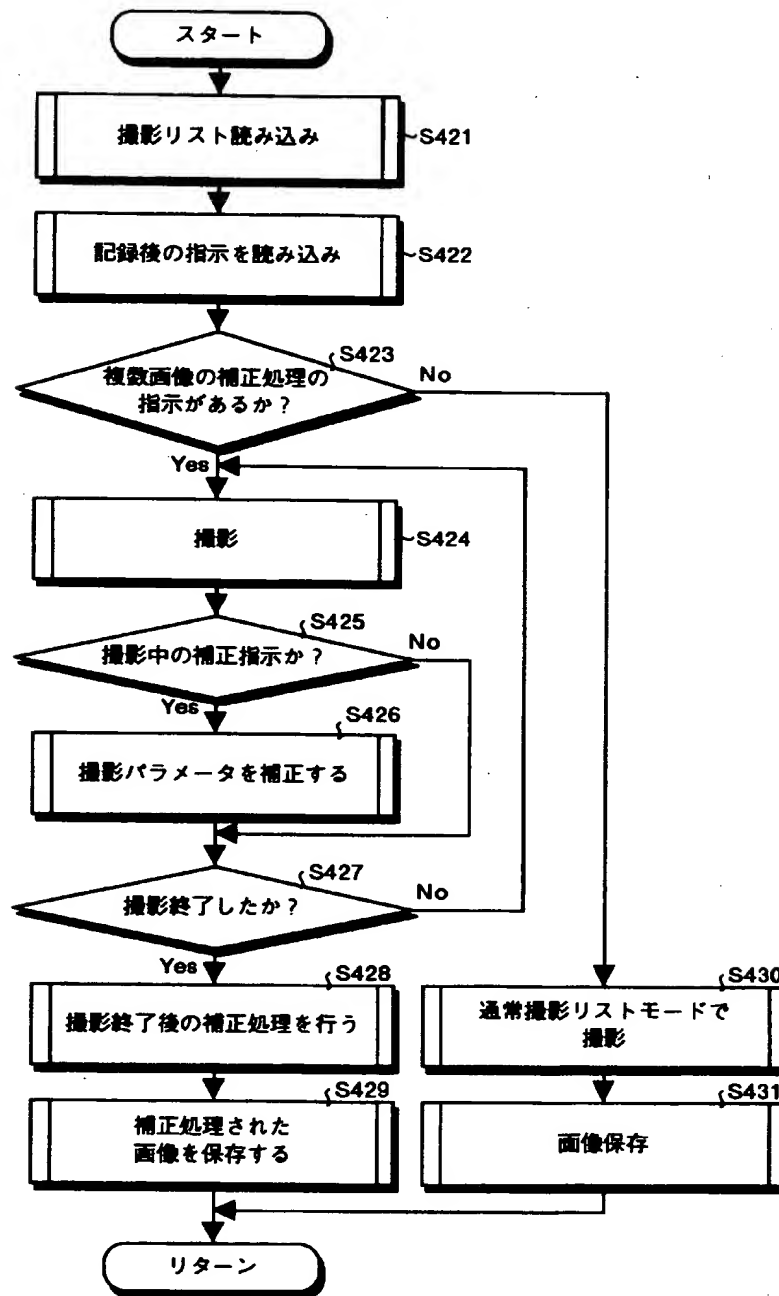 スタート
撮影リスト読み込み
S421
記録後の指示を読み込み
S422
S423
複数画像の補正処理の
指示があるか？
No
Yes
撮影
S424
S425
撮影中の補正指示か？
No
Yes
S426
撮影パラメータを補正する
S427
撮影終了したか？
No
Yes
S428
撮影終了後の補正処理を行う
S430
通常撮影リストモードで
撮影
S429
補正処理された
画像を保存する
S431
画像保存
リターン